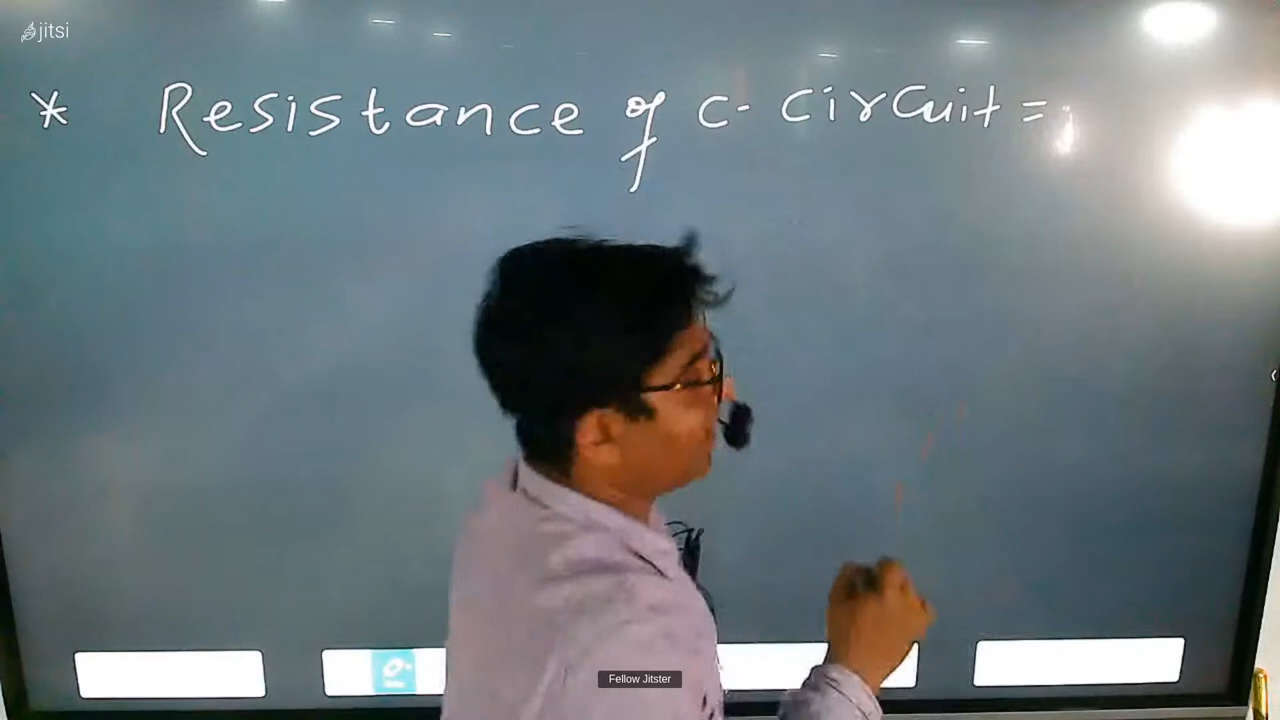 jitsi
* Resistance of C- Circuit =
Fellow Jitster